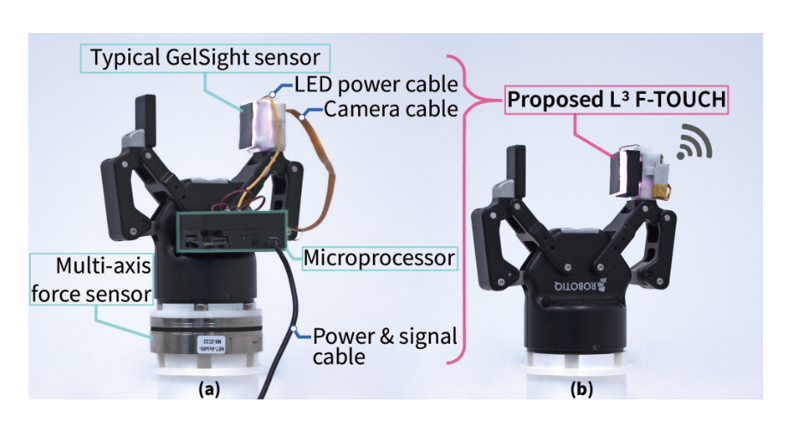 Typical GelSight sensor
LED power cable
Camera cable
Proposed L³ F-TOUCH
Microprocessor
Multi-axis
force sensor
Power & signal
cable
ROBOTIQ
(a)
(b)